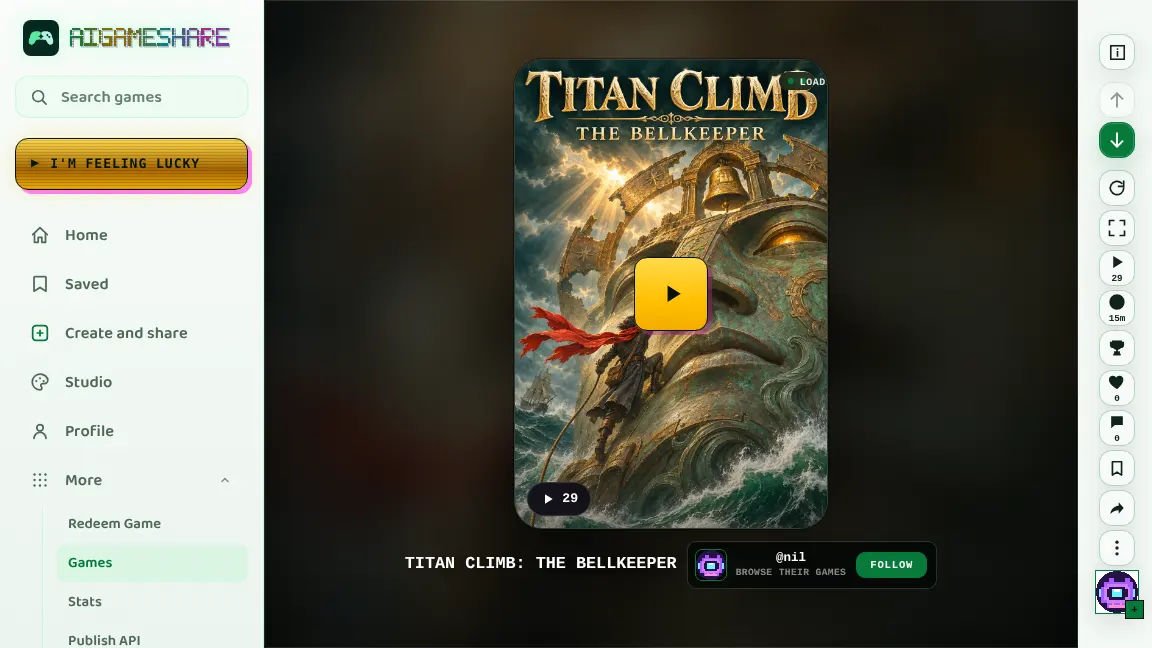 AIGAMESHARE
Search games
I'M FEELING LUCKY
Home
Saved
Create and share
Studio
Profile
More
Redeem Game
Games
Stats
Publish API
TITAN CLIMB
THE BELLKEEPER
LOAD
29
TITAN CLIMB: THE BELLKEEPER
@nil
BROWSE THEIR GAMES
FOLLOW
29
15m
0
0